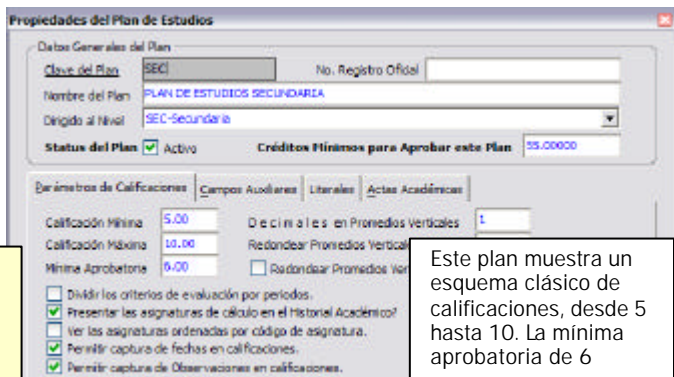 Propiedades del Plan de Estudios
Datos Generales del Plan
Clave del Plan SEC No. Registro Oficial
Nombre del Plan PLAN DE ESTUDIOS SECUNDARIA
Dirigido al Nivel SEC-Secundaria
Status del Plan Activo Créditos Mínimos para Aprobar este Plan 55.00000
Parámetros de Calificaciones Campos Auxiliares Literales Actas Académicas
Calificación Mínima 5.00 Decimales en Promedios Verticales 1
Calificación Máxima 10.00 Redondear Promedios Vertical
Mínima Aprobatoria 6.00 Redondear Promedios Ver
Dividir los criterios de evaluación por periodos.
Presentar las asignaturas de cálculo en el Historial Académico?
Ver las asignaturas ordenadas por código de asignatura.
Permitir captura de fechas en calificaciones.
Permitir captura de Observaciones en calificaciones.
Este plan muestra un
esquema clásico de
calificaciones, desde 5
hasta 10. La mínima
aprobatoria de 6